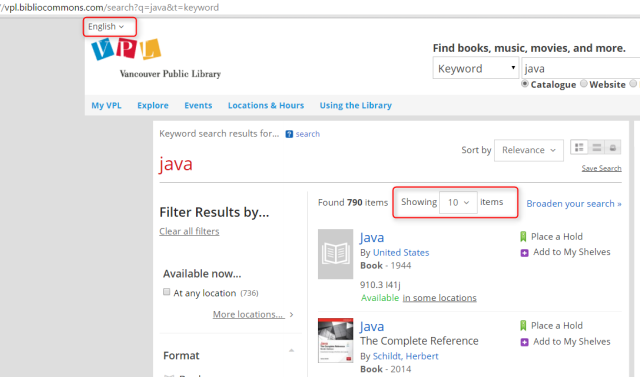 /vpl.bibliocommons.com/search?q=java&t=keyword
English
VPL
Vancouver Public Library
Find books, music, movies, and more.
Keyword java
Catalogue Website
My VPL Explore Events Locations & Hours Using the Library
Keyword search results for... ? search
Sort by Relevance
java
Save Search
Found 790 items Showing 10 items Broaden your search »
Filter Results by...
Clear all filters
Available now...
At any location (736)
More locations... >
Format
Java
By United States
Book - 1944
910.3 I41j
Available in some locations
Place a Hold
Add to My Shelves
Java
The Complete Reference
By Schildt, Herbert
Book - 2014
Place a Hold
Add to My Shelves